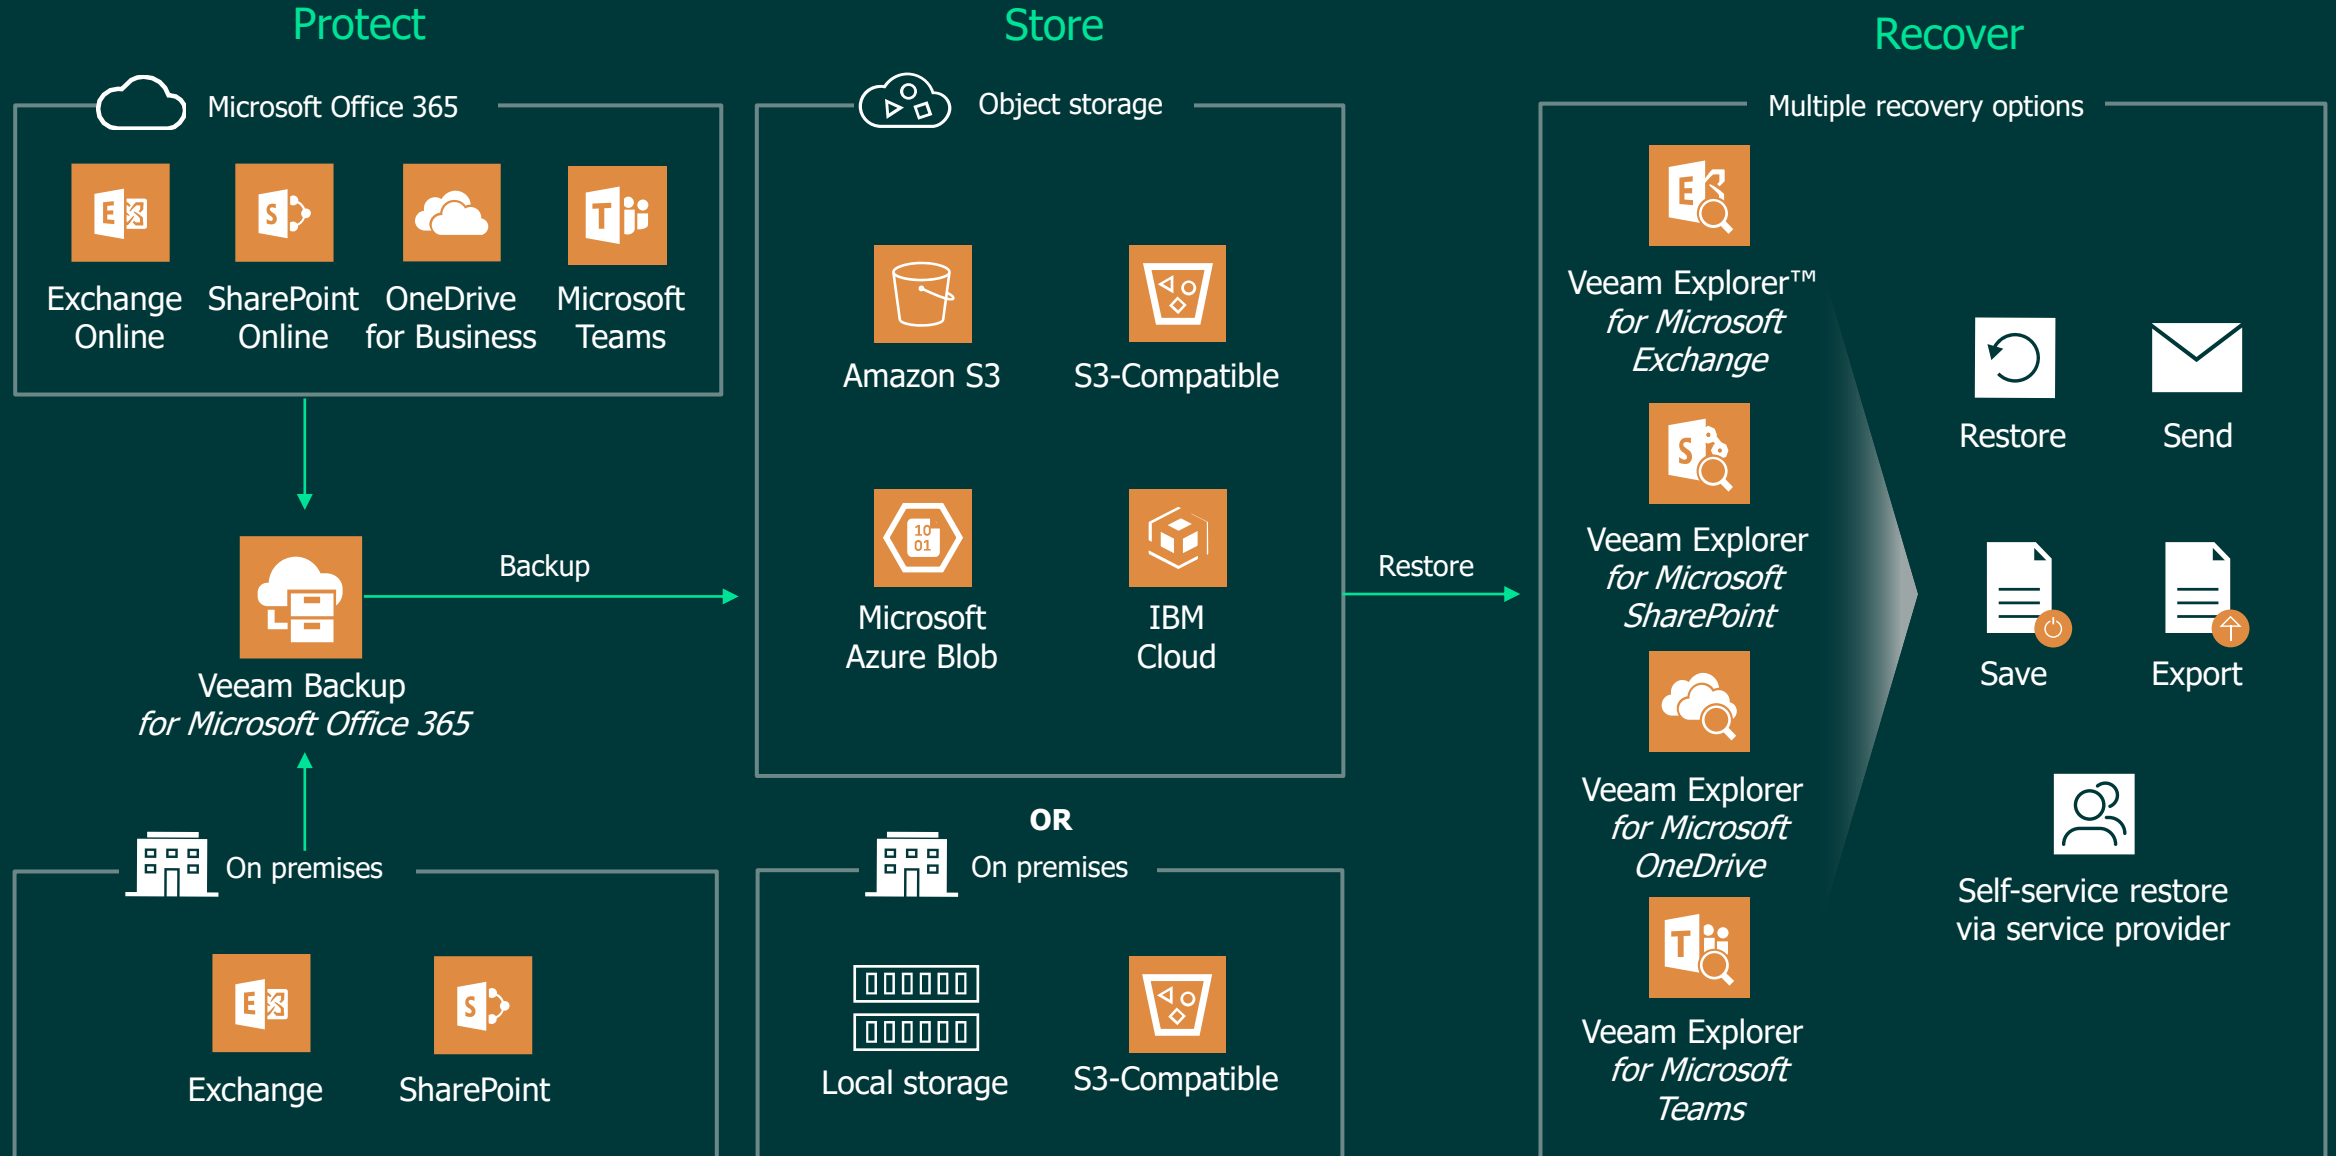 Protect
Microsoft Office 365
Exchange
Online
SharePoint
Online
OneDrive
for Business
Microsoft
Teams
Veeam Backup
for Microsoft Office 365
Backup
On premises
Exchange
SharePoint
Store
Object storage
Amazon S3
S3-Compatible
10
01
Microsoft
Azure Blob
IBM
Cloud
OR
On premises
Local storage
S3-Compatible
Restore
Recover
Multiple recovery options
Veeam Explorer™
for Microsoft
Exchange
Veeam Explorer
for Microsoft
SharePoint
Veeam Explorer
for Microsoft
OneDrive
Veeam Explorer
for Microsoft
Teams
Restore
Send
Save
Export
Self-service restore
via service provider